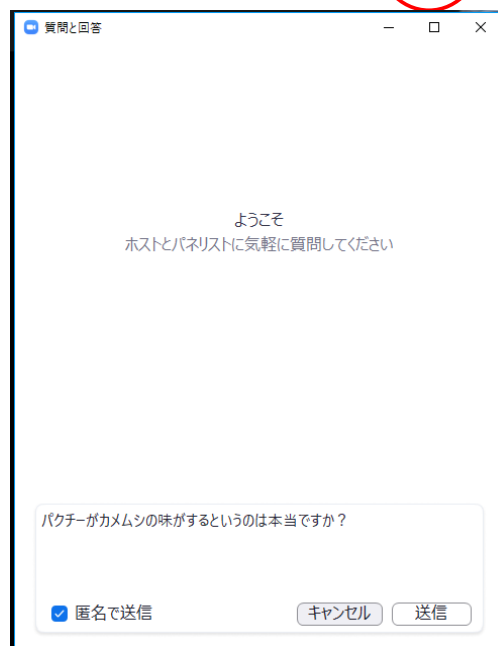 質問と回答
ようこそ
ホストとパネリストに気軽に質問してください
パクチーがカメムシの味がするというのは本当ですか？
匿名で送信
キャンセル
送信